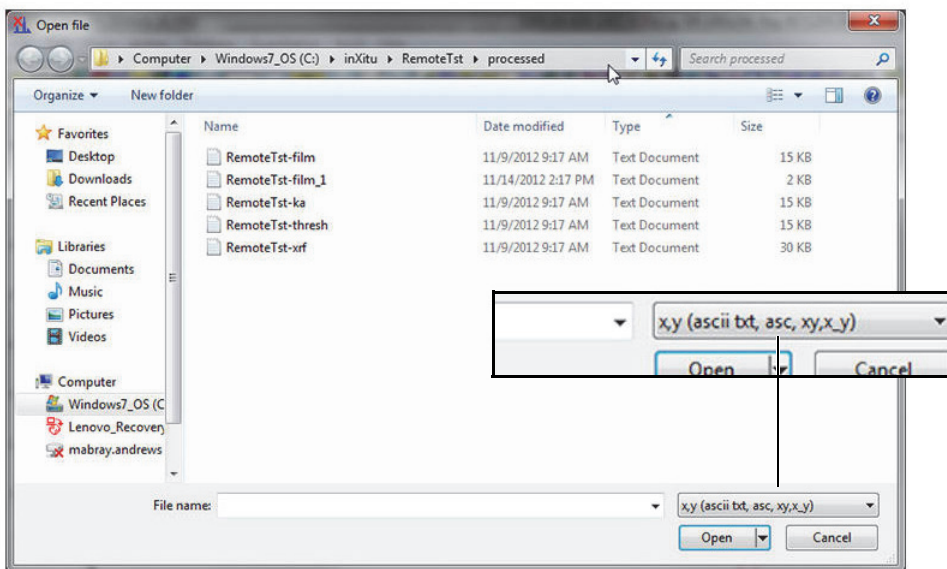 Open file
Computer Windows7_OS (C:) inXitu RemoteTst processed Search processed
Organize New folder
Favorites
Desktop
Downloads
Recent Places
Libraries
Documents
Music
Pictures
Videos
Computer
Windows7_OS (C
Lenovo_Recovery
mabray.andrews
Name Date modified Type Size
RemoteTst-film 11/9/2012 9:17 AM Text Document 15 KB
RemoteTst-film_1 11/14/2012 2:17 PM Text Document 2 KB
RemoteTst-ka 11/9/2012 9:17 AM Text Document 15 KB
RemoteTst-thresh 11/9/2012 9:17 AM Text Document 15 KB
RemoteTst-xrf 11/9/2012 9:17 AM Text Document 30 KB
x,y (ascii txt, asc, xy,x_y)
Open Cancel
File name: x,y (ascii txt, asc, xy,x_y)
Open Cancel